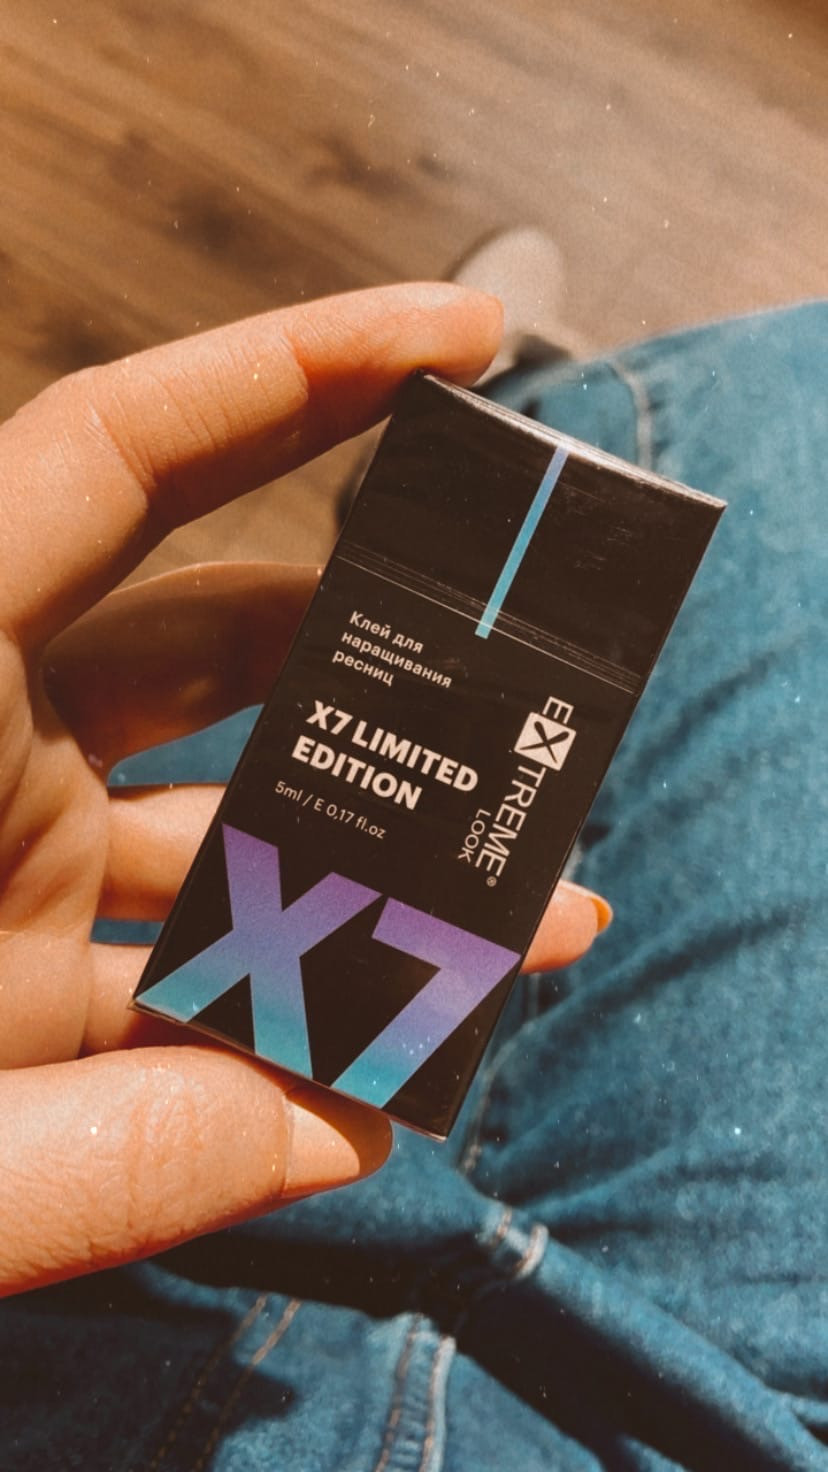 Клей для
наращивания
ресниц
X7 LIMITED
EDITION
5ml / E 0,17 fl.oz
EXTREME
LOOK®
X7